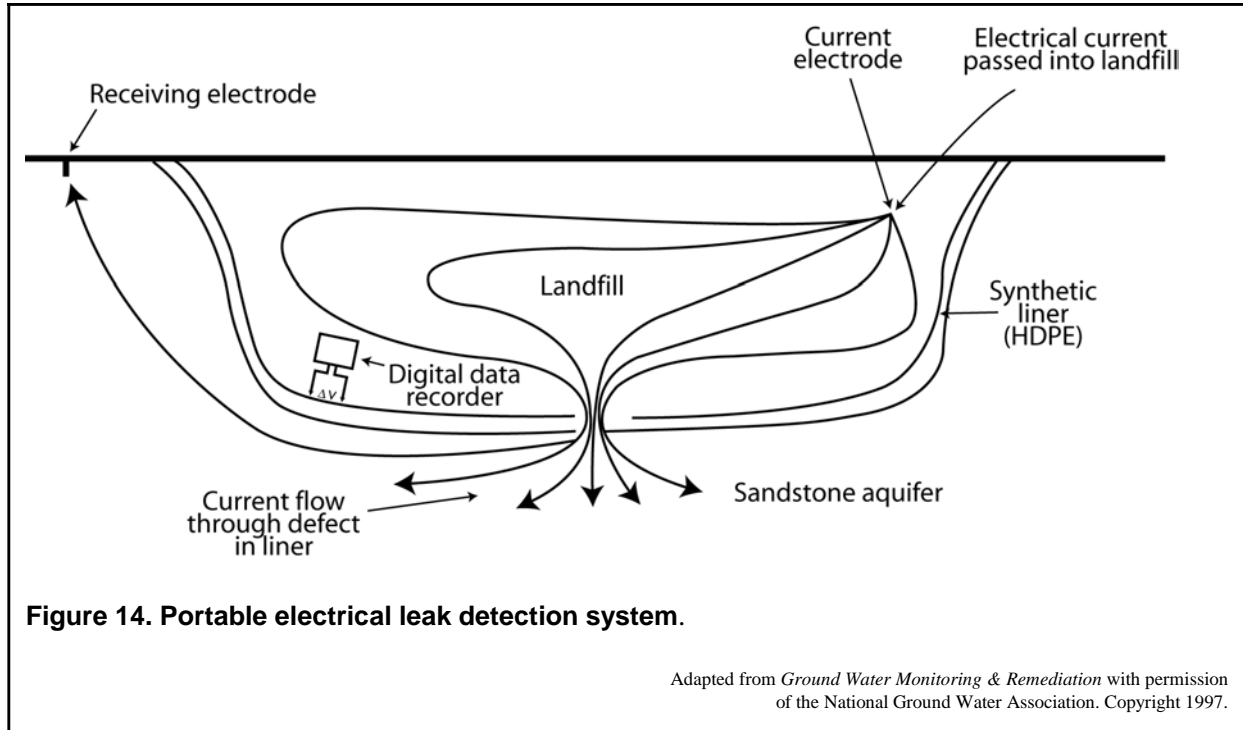 Receiving electrode
Current
electrode
Electrical current
passed into landfill
Landfill
Synthetic
liner
(HDPE)
Digital data
recorder
ΔV
Current flow
through defect
in liner
Sandstone aquifer
Figure 14. Portable electrical leak detection system.
Adapted from Ground Water Monitoring & Remediation with permission
of the National Ground Water Association. Copyright 1997.